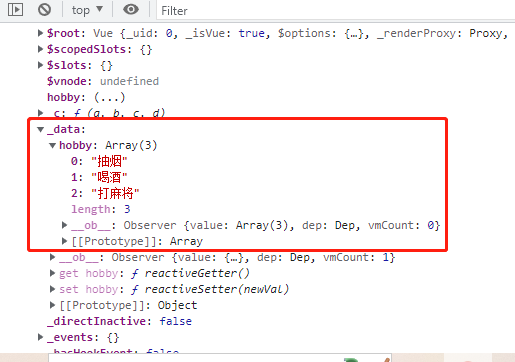 top
Filter
$root: Vue {_uid: 0, _isVue: true, $options: {…}, _renderProxy: Proxy,
$scopedSlots: {}
$slots: {}
$vnode: undefined
hobby: (...)
_c: ƒ (a, b, c, d)
_data:
hobby: Array(3)
0: "抽烟"
1: "喝酒"
2: "打麻将"
length: 3
__ob__: Observer {value: Array(3), dep: Dep, vmCount: 0}
[[Prototype]]: Array
__ob__: Observer {value: {…}, dep: Dep, vmCount: 1}
get hobby: ƒ reactiveGetter()
set hobby: ƒ reactiveSetter(newVal)
[[Prototype]]: Object
_directInactive: false
_events: {}
_hasHookEvent: false